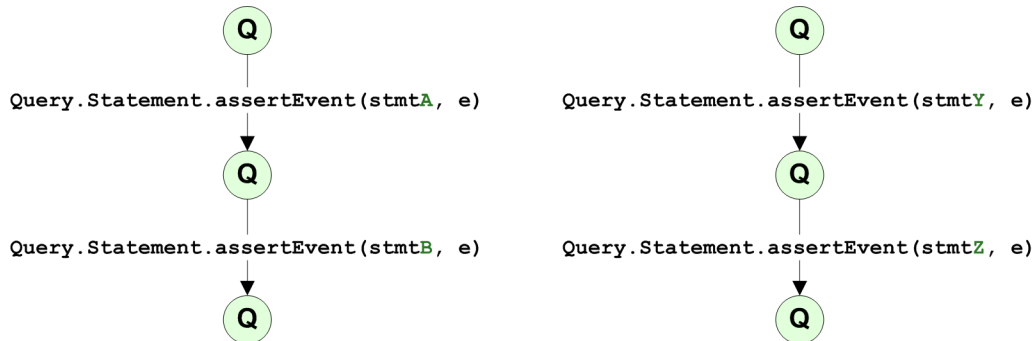 Q
Query.Statement.assertEvent(stmtA, e)
Q
Query.Statement.assertEvent(stmtB, e)
Q
Q
Query.Statement.assertEvent(stmtY, e)
Q
Query.Statement.assertEvent(stmtZ, e)
Q